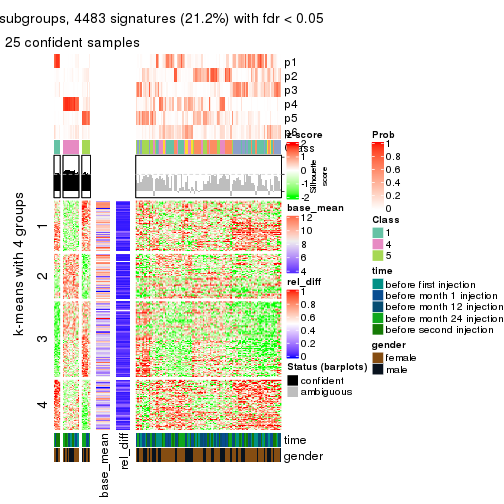 subgroups, 4483 signatures (21.2%) with fdr < 0.05
25 confident samples
p1
p2
p3
p4
p5
p6
z-score
2
1
0
-1
-2
Class
Silhouette
score
k-means with 4 groups
1
2
3
4
base_mean
12
10
8
6
4
rel_diff
1
0.8
0.6
0.4
0.2
0
Status (barplots)
confident
ambiguous
Prob
1
0.8
0.6
0.4
0.2
0
Class
1
4
5
time
before first injection
before month 1 injection
before month 12 injection
before month 24 injection
before second injection
gender
female
male
time
gender
base_mean
rel_diff